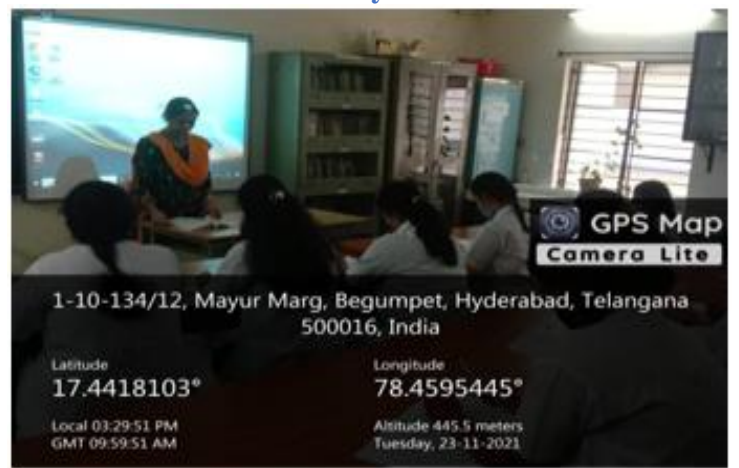 GPS Map
Camera Lite
1-10-134/12, Mayur Marg, Begumpet, Hyderabad, Telangana
500016, India
Latitude
17.4418103°
Longitude
78.4595445°
Local 03:29:51 PM
GMT 09:59:51 AM
Altitude 445.5 meters
Tuesday, 23-11-2021